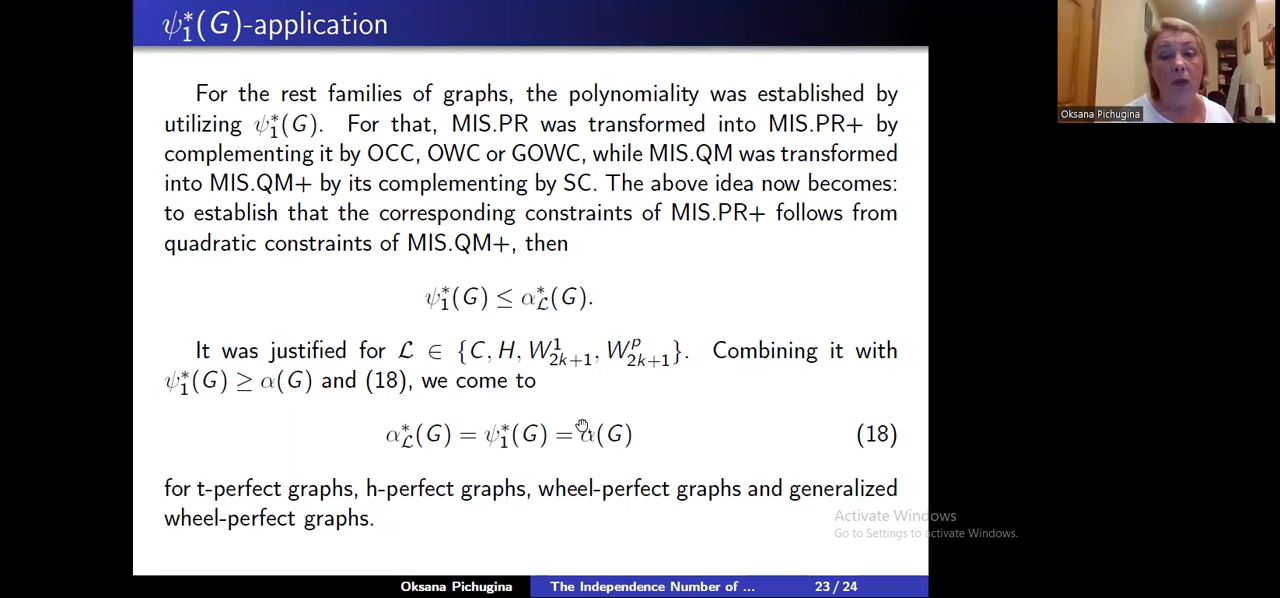 ψ₁*(G)-application
For the rest families of graphs, the polynomiality was established by
utilizing ψ₁*(G). For that, MIS.PR was transformed into MIS.PR+ by
complementing it by OCC, OWC or GOWC, while MIS.QM was transformed
into MIS.QM+ by its complementing by SC. The above idea now becomes:
to establish that the corresponding constraints of MIS.PR+ follows from
quadratic constraints of MIS.QM+, then
ψ₁*(G) ≤ α*_ℒ(G).
It was justified for ℒ ∈ {C, H, W¹_{2k+1}, W^p_{2k+1}}. Combining it with
ψ₁*(G) ≥ α(G) and (18), we come to
α*_ℒ(G) = ψ₁*(G) = α(G) (18)
for t-perfect graphs, h-perfect graphs, wheel-perfect graphs and generalized
wheel-perfect graphs.
Oksana Pichugina The Independence Number of ... 23 / 24
Oksana Pichugina
Activate Windows
Go to Settings to activate Windows.